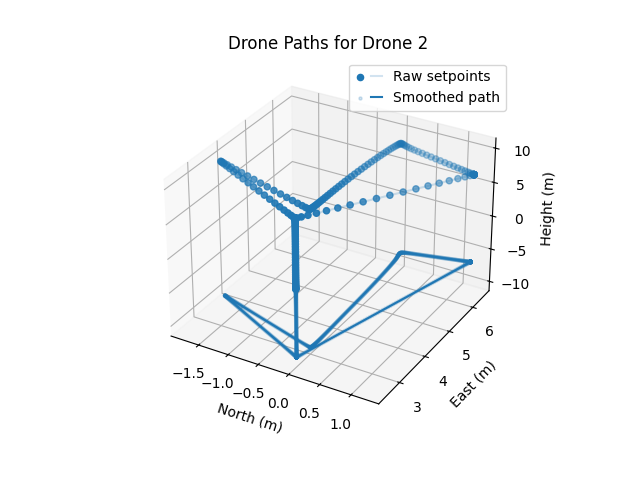 Drone Paths for Drone 2
Raw setpoints
Smoothed path
10
5
0
−5
−10
Height (m)
6
5
4
3
East (m)
−1.5
−1.0
−0.5
0.0
0.5
1.0
North (m)